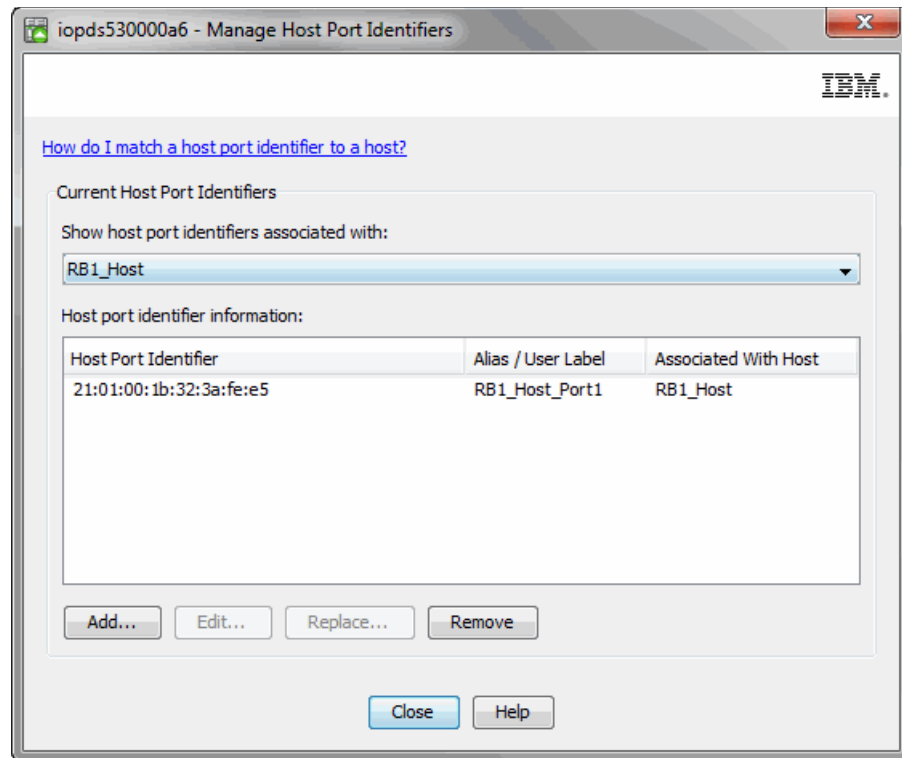 iopds530000a6 - Manage Host Port Identifiers
IBM.
How do I match a host port identifier to a host?
Current Host Port Identifiers
Show host port identifiers associated with:
RB1_Host
Host port identifier information:
Host Port Identifier Alias / User Label Associated With Host
21:01:00:1b:32:3a:fe:e5 RB1_Host_Port1 RB1_Host
Add... Edit... Replace... Remove
Close Help